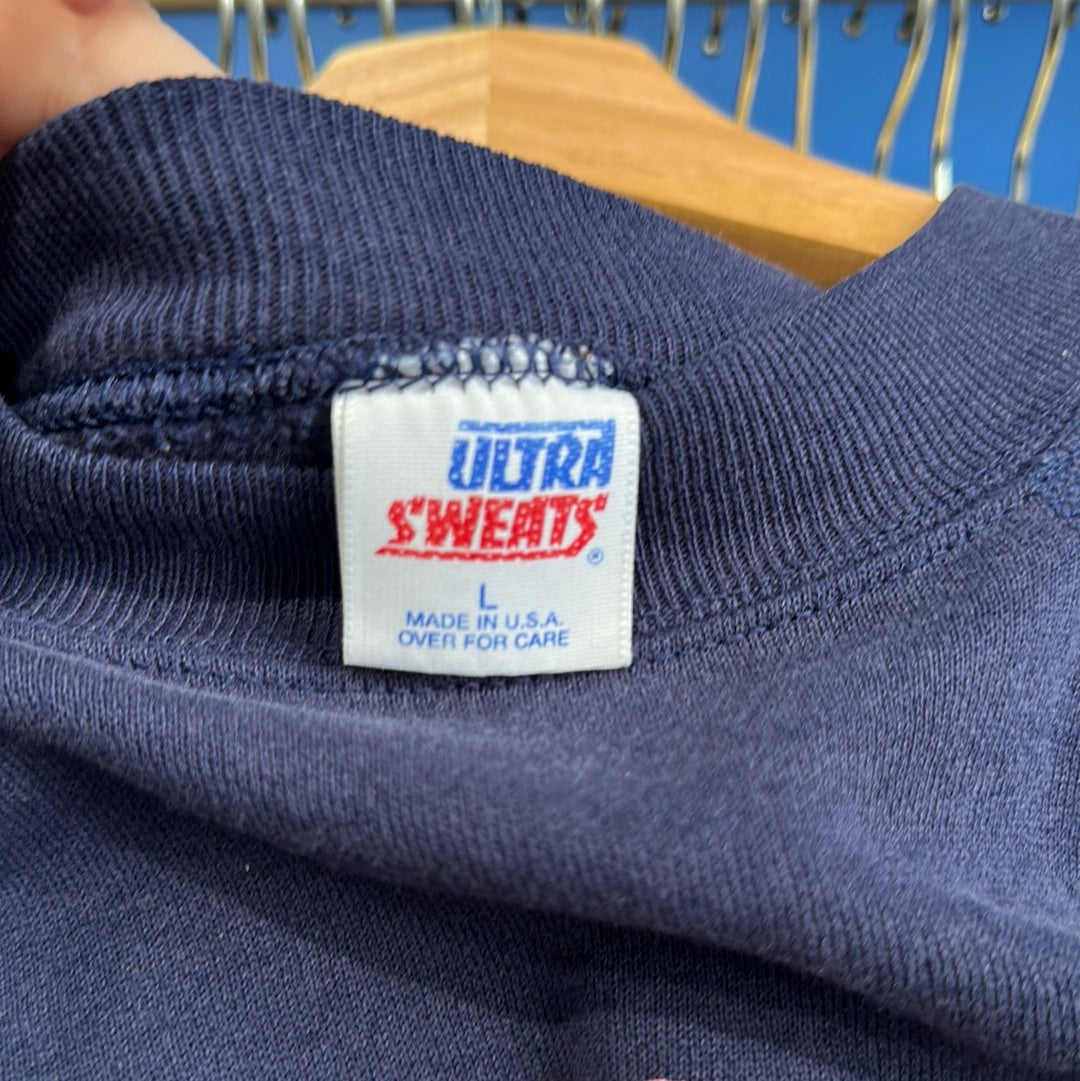 ULTRA
SWEATS®
L
MADE IN U.S.A.
OVER FOR CARE